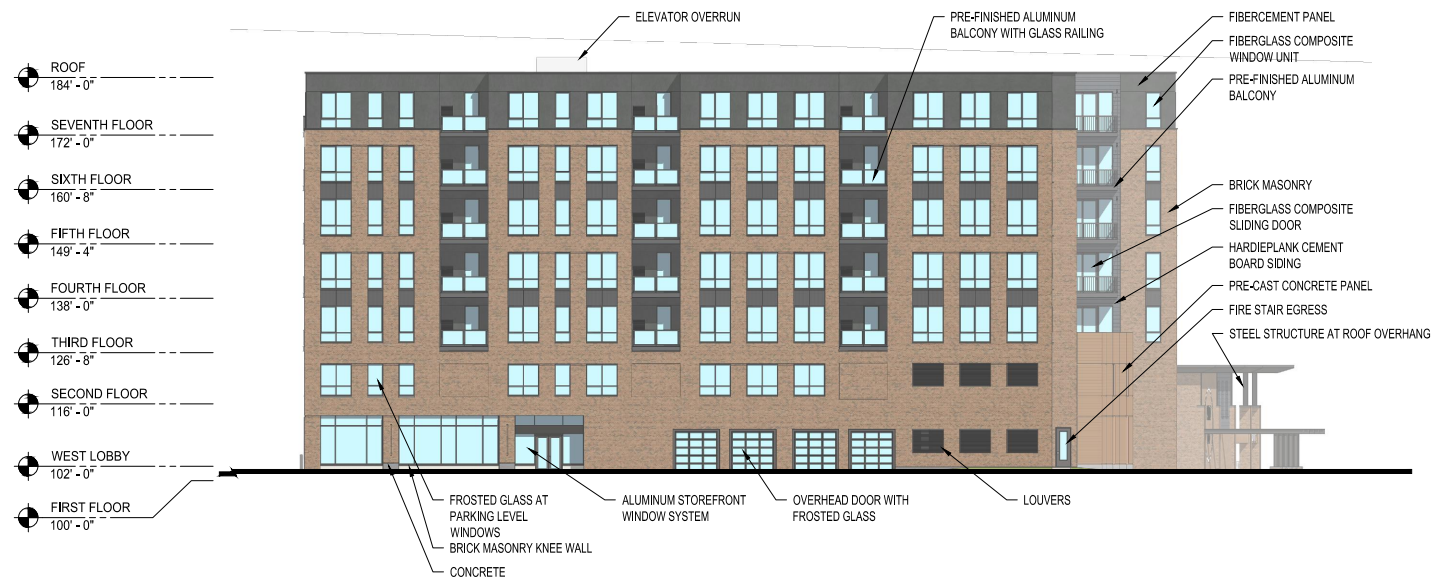 ROOF
184' - 0"
SEVENTH FLOOR
172' - 0"
SIXTH FLOOR
160' - 8"
FIFTH FLOOR
149' - 4"
FOURTH FLOOR
138' - 0"
THIRD FLOOR
126' - 8"
SECOND FLOOR
116' - 0"
WEST LOBBY
102' - 0"
FIRST FLOOR
100' - 0"
ELEVATOR OVERRUN
PRE-FINISHED ALUMINUM
BALCONY WITH GLASS RAILING
FIBERCEMENT PANEL
FIBERGLASS COMPOSITE
WINDOW UNIT
PRE-FINISHED ALUMINUM
BALCONY
BRICK MASONRY
FIBERGLASS COMPOSITE
SLIDING DOOR
HARDIEPLANK CEMENT
BOARD SIDING
PRE-CAST CONCRETE PANEL
FIRE STAIR EGRESS
STEEL STRUCTURE AT ROOF OVERHANG
FROSTED GLASS AT
PARKING LEVEL
WINDOWS
BRICK MASONRY KNEE WALL
CONCRETE
ALUMINUM STOREFRONT
WINDOW SYSTEM
OVERHEAD DOOR WITH
FROSTED GLASS
LOUVERS